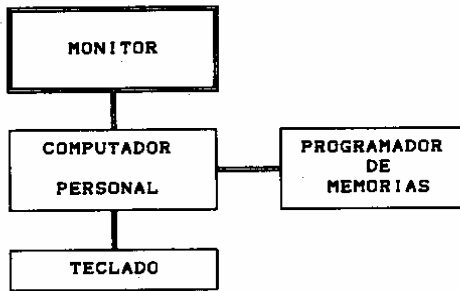 MONITOR
COMPUTADOR
PERSONAL
PROGRAMADOR
DE
MEMORIAS
TECLADO